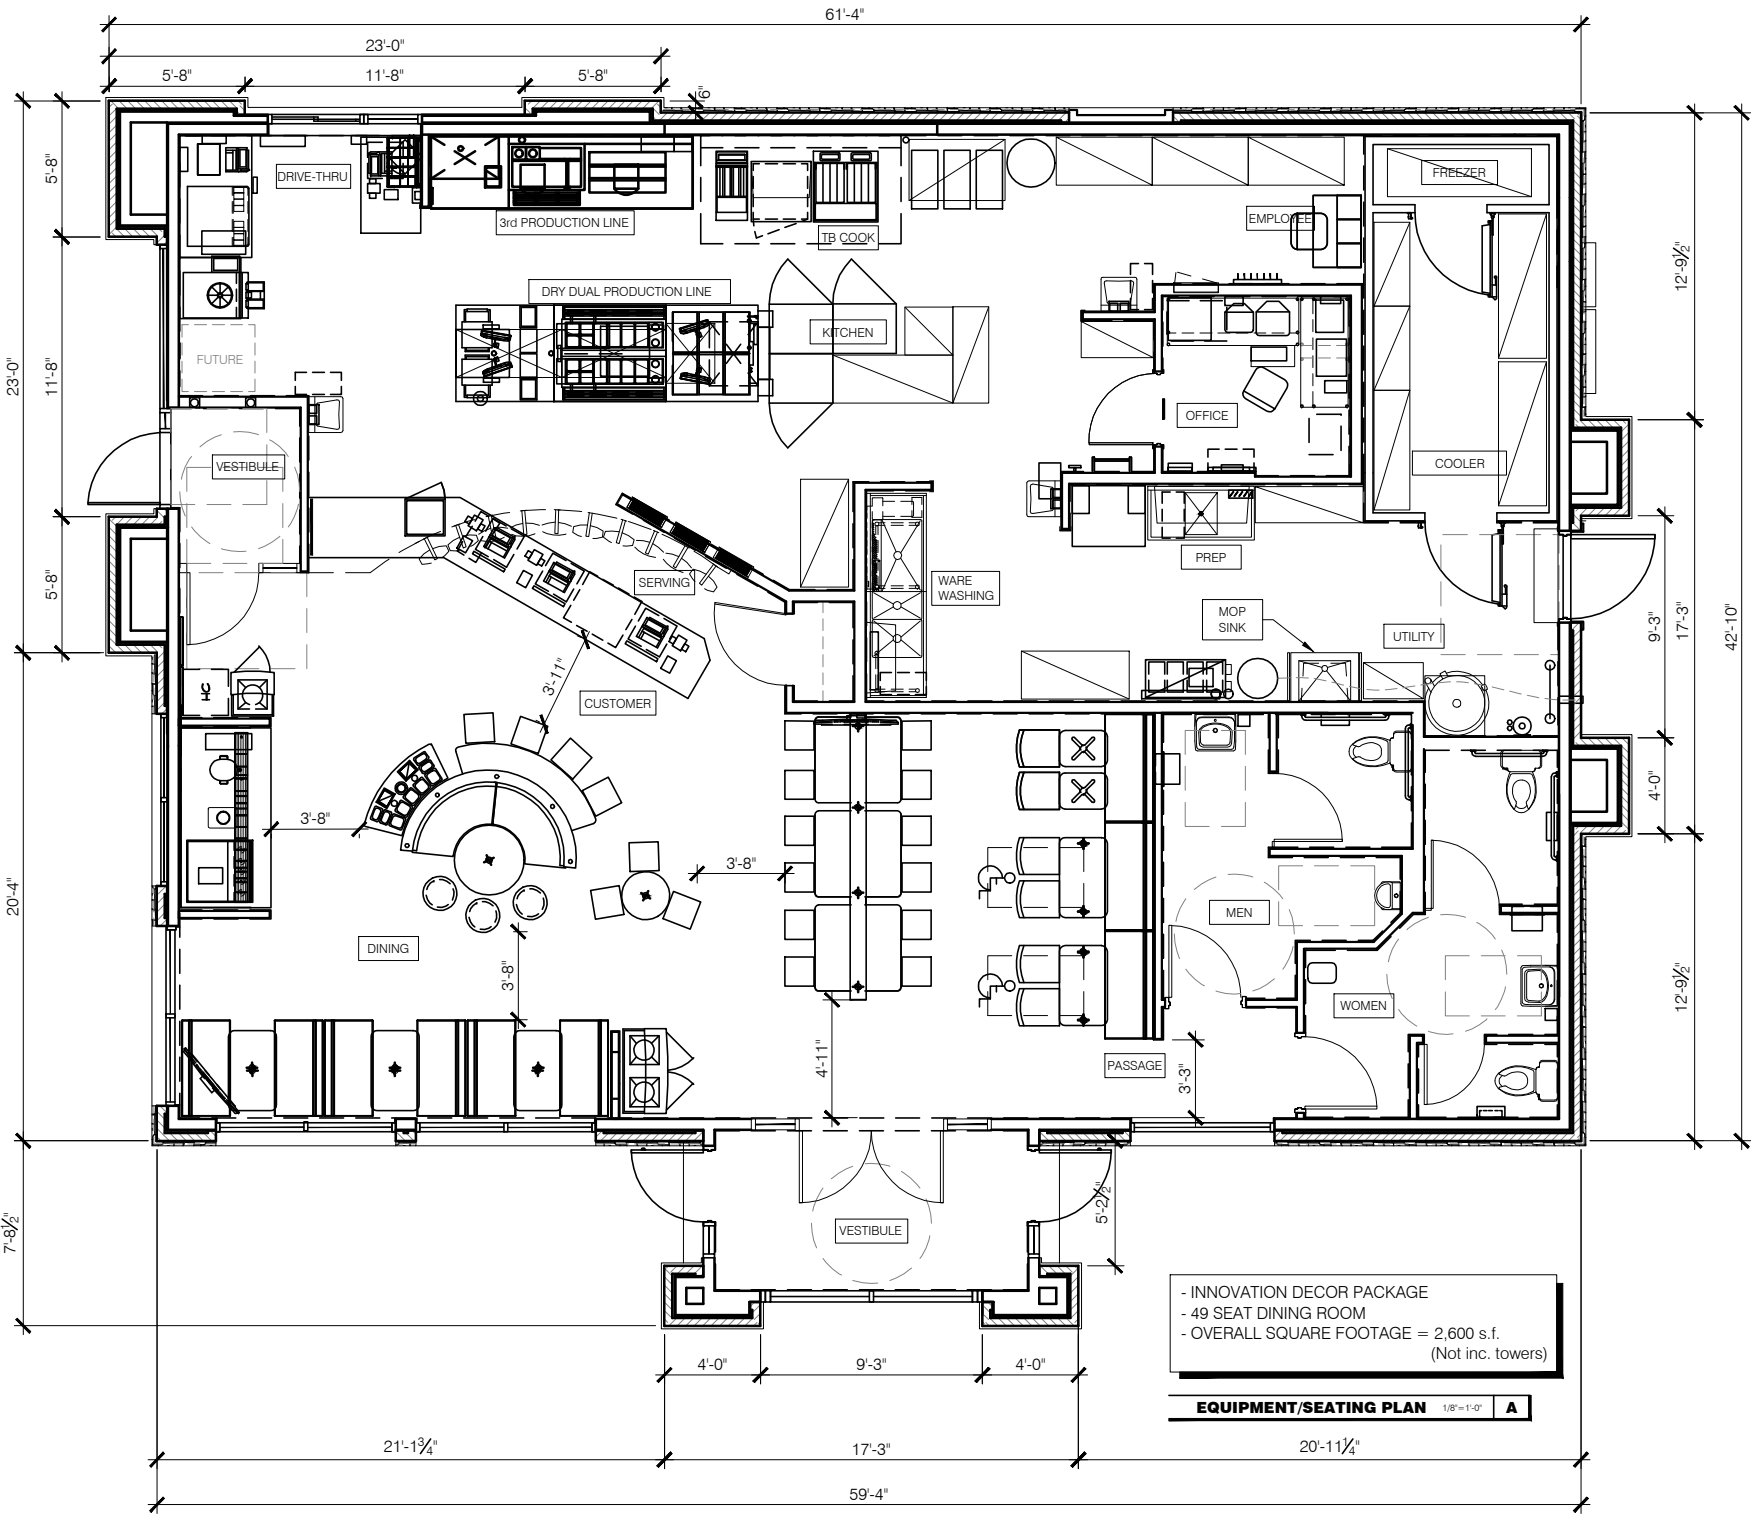 61'-4"
23'-0"
5'-8"
11'-8"
5'-8"
6"
5'-8"
DRIVE-THRU
3rd PRODUCTION LINE
TB COOK
EMPLOYEE
FREEZER
12'-9½"
DRY DUAL PRODUCTION LINE
KITCHEN
FUTURE
23'-0"
11'-8"
OFFICE
COOLER
VESTIBULE
PREP
SERVING
WARE
WASHING
MOP
SINK
UTILITY
5'-8"
9'-3"
17'-3"
42'-10"
HC
3'-11"
CUSTOMER
4'-0"
3'-8"
3'-8"
20'-4"
MEN
DINING
3'-8"
WOMEN
12'-9½"
4'-11"
PASSAGE
3'-3"
7'-8½"
5'-2½"
VESTIBULE
- INNOVATION DECOR PACKAGE
- 49 SEAT DINING ROOM
- OVERALL SQUARE FOOTAGE = 2,600 s.f.
(Not inc. towers)
4'-0"
9'-3"
4'-0"
EQUIPMENT/SEATING PLAN 1/8"=1'-0" A
21'-1¾"
17'-3"
20'-11¼"
59'-4"